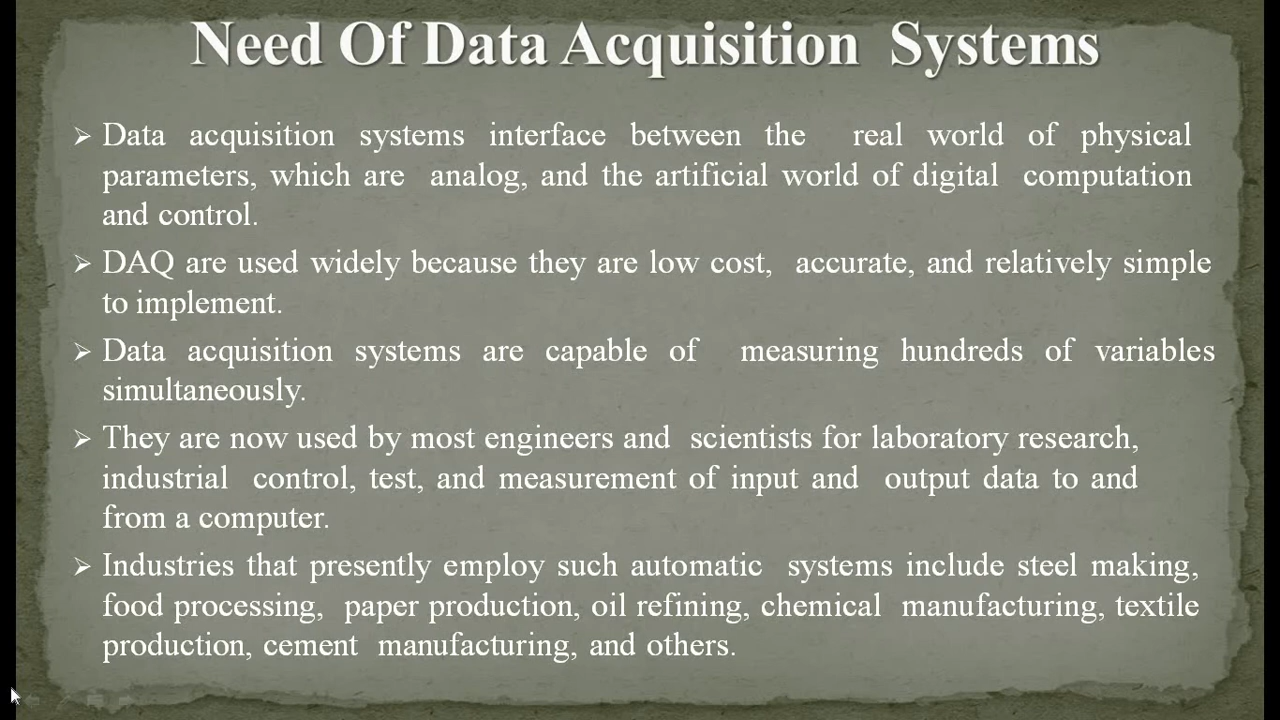 Need Of Data Acquisition Systems
➢ Data acquisition systems interface between the real world of physical
parameters, which are analog, and the artificial world of digital computation
and control.
➢ DAQ are used widely because they are low cost, accurate, and relatively simple
to implement.
➢ Data acquisition systems are capable of measuring hundreds of variables
simultaneously.
➢ They are now used by most engineers and scientists for laboratory research,
industrial control, test, and measurement of input and output data to and
from a computer.
➢ Industries that presently employ such automatic systems include steel making,
food processing, paper production, oil refining, chemical manufacturing, textile
production, cement manufacturing, and others.